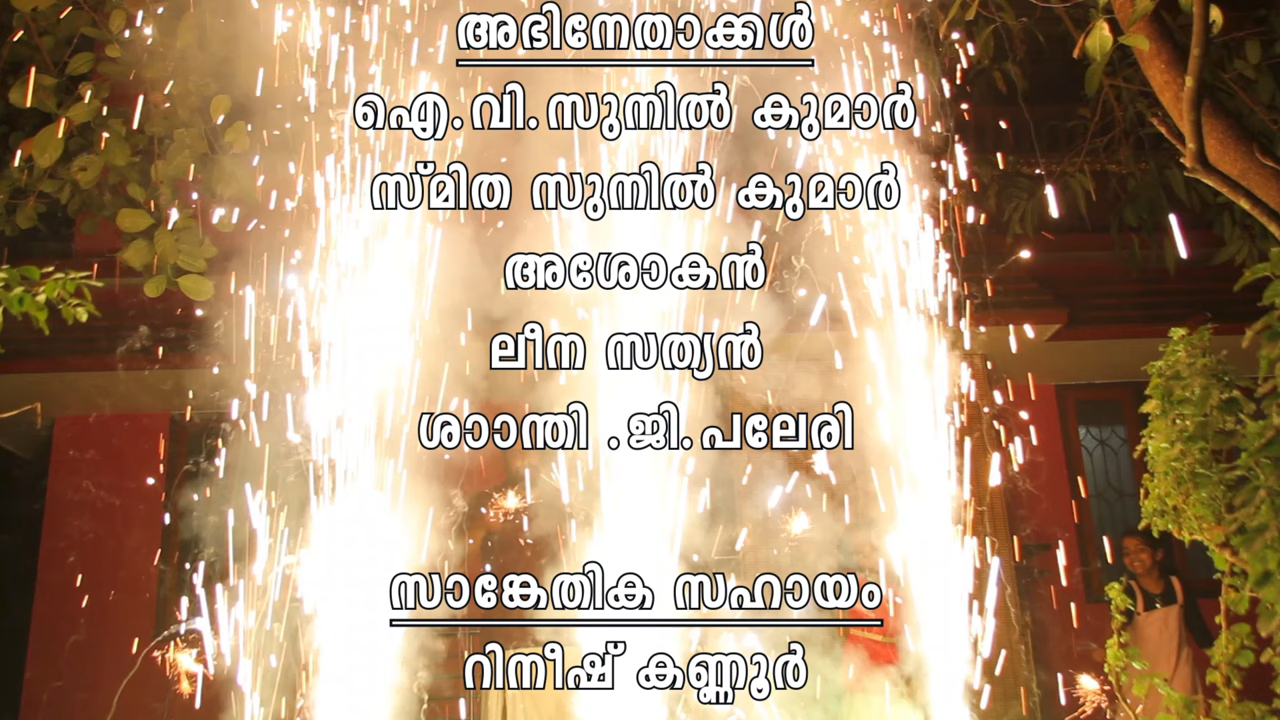 അഭിനേതാക്കൾ
ഐ.വി.സുനിൽ കുമാർ
സ്മിത സുനിൽ കുമാർ
അശോകൻ
ലീന സത്യൻ
ശാാന്തി .ജി.പലേരി
സാങ്കേതിക സഹായം
റിനീഷ് കണ്ണൂർ